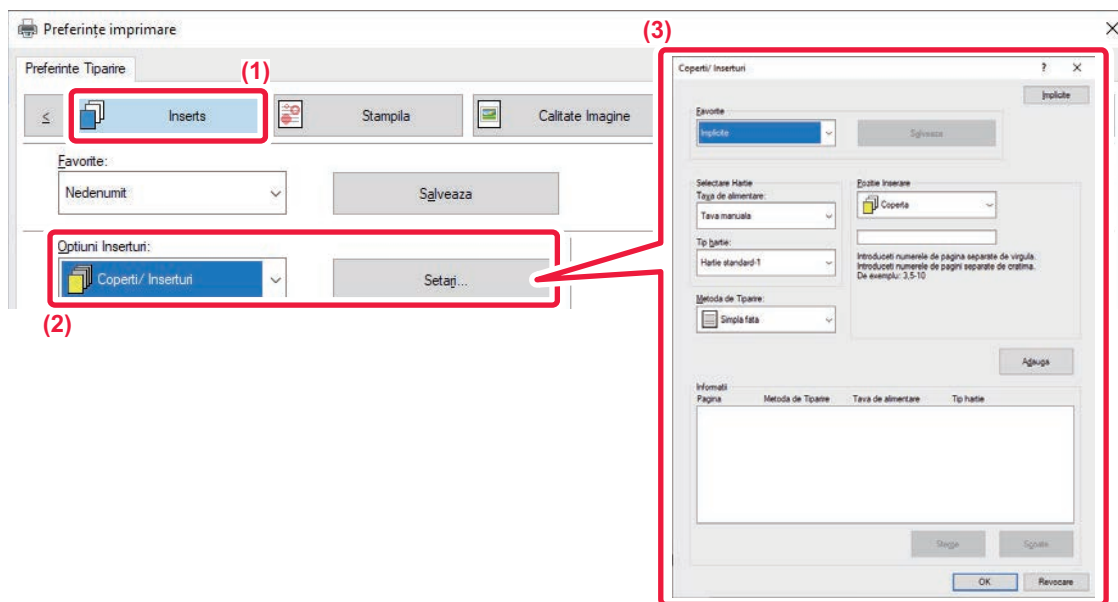 Preferințe imprimare
(3)
Preferinte Tiparire
(1)
≤
Inserts
Stampila
Calitate Imagine
Favorite:
Nedenumit
Salveaza
Optiuni Inserturi:
Coperti/ Inserturi
Setari...
(2)
Coperti/ Inserturi
?
Implicite
Favorite
Implicite
Salveaza
Selectare Hartie
Tava de alimentare:
Tava manuala
Tip hartie:
Hartie standard-1
Metoda de Tiparire:
Simpla fata
Pozitie Inserare
Coperta
Introduceti numerele de pagina separate de virgula.
Introduceti numerele de pagini separate de cratima.
De exemplu: 3,5-10
Adauga
Informatii
Pagina Metoda de Tiparire Tava de alimentare Tip hartie
Sterge
Scoate
OK
Revocare